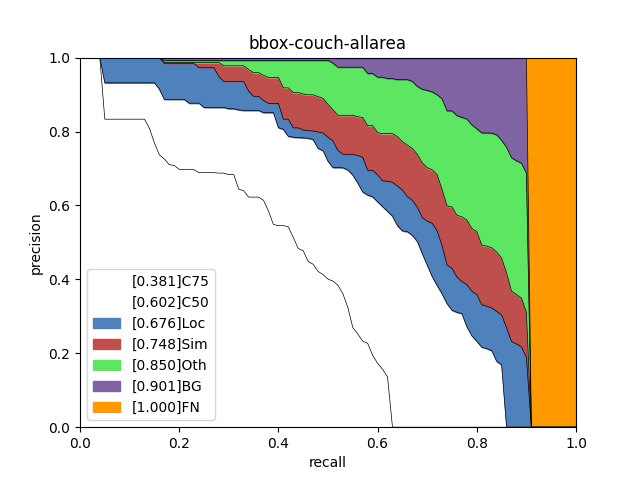 bbox-couch-allarea
1.0
0.8
0.6
0.4
0.2
0.0
precision
[0.381]C75
[0.602]C50
[0.676]Loc
[0.748]Sim
[0.850]Oth
[0.901]BG
[1.000]FN
0.0 0.2 0.4 0.6 0.8 1.0
recall